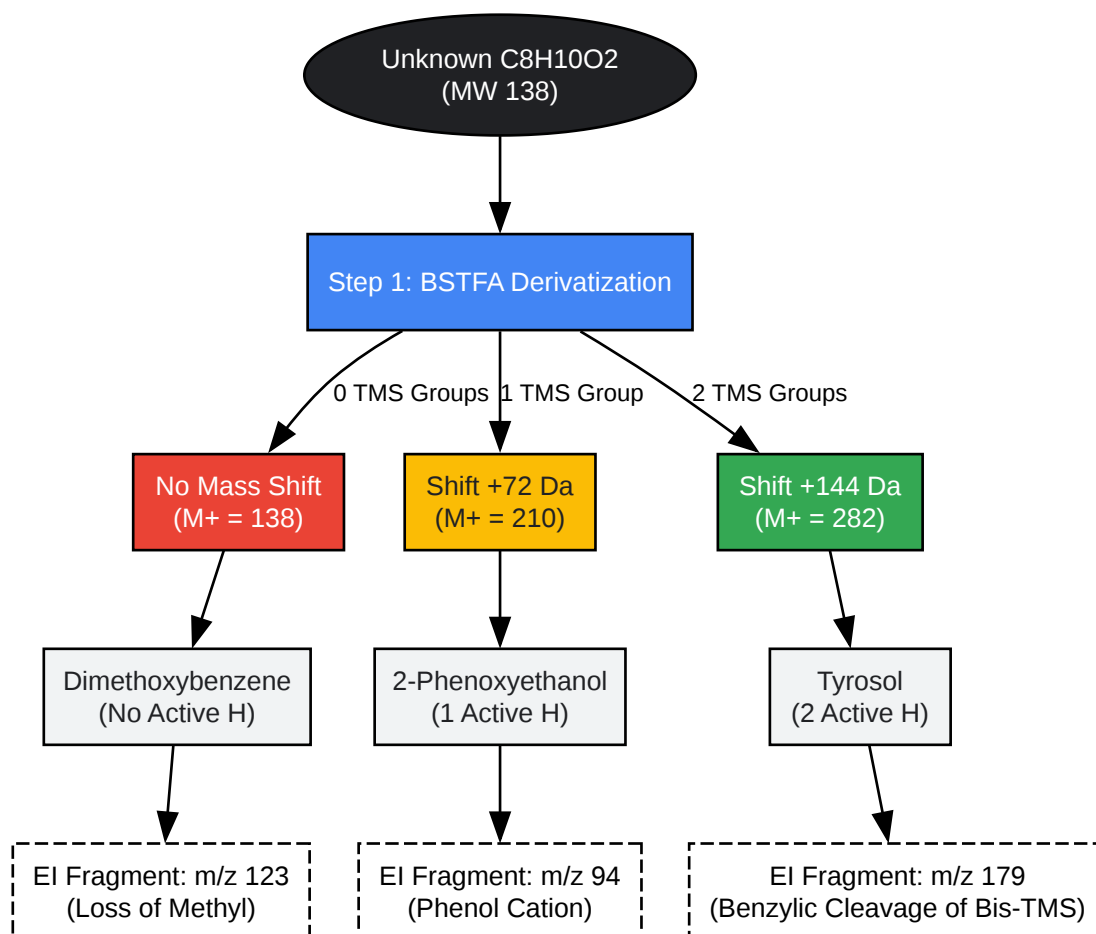 Unknown C8H10O2
(MW 138)
Step 1: BSTFA Derivatization
0 TMS Groups
1 TMS Group
2 TMS Groups
No Mass Shift
(M+ = 138)
Shift +72 Da
(M+ = 210)
Shift +144 Da
(M+ = 282)
Dimethoxybenzene
(No Active H)
2-Phenoxyethanol
(1 Active H)
Tyrosol
(2 Active H)
EI Fragment: m/z 123
(Loss of Methyl)
EI Fragment: m/z 94
(Phenol Cation)
EI Fragment: m/z 179
(Benzylic Cleavage of Bis-TMS)